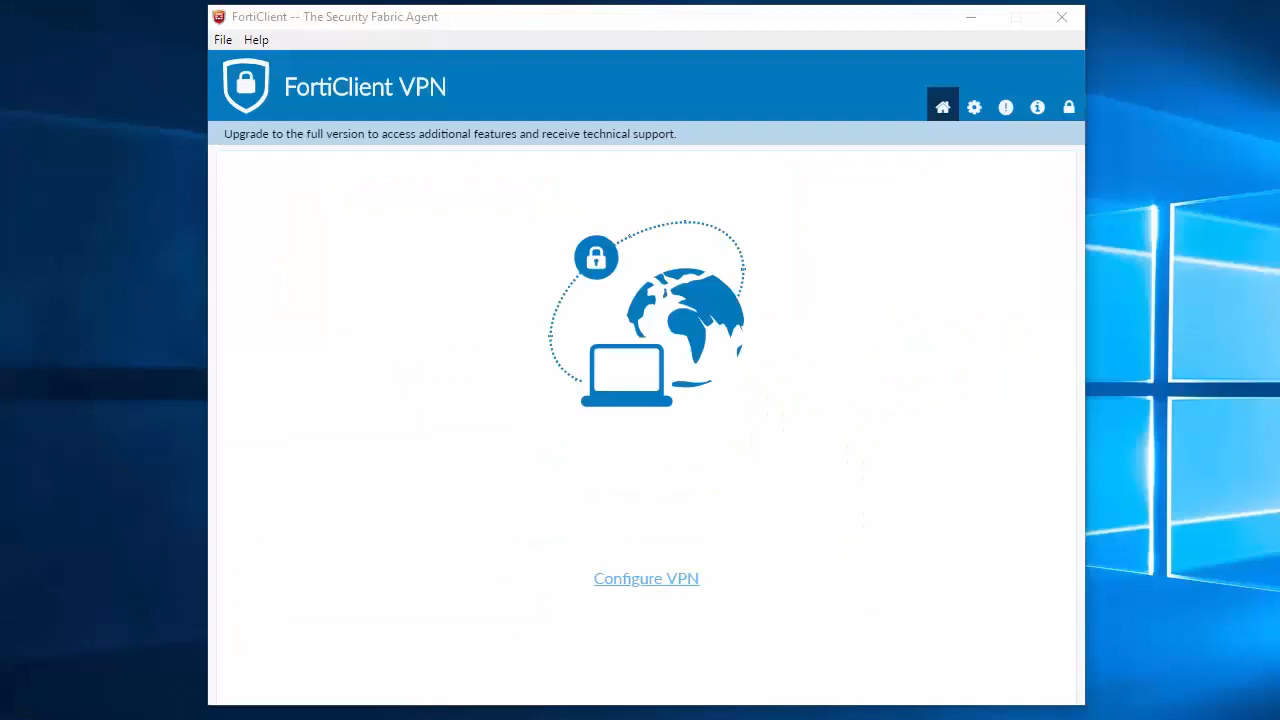 FortiClient -- The Security Fabric Agent
File Help
FortiClient VPN
Upgrade to the full version to access additional features and receive technical support.
Configure VPN